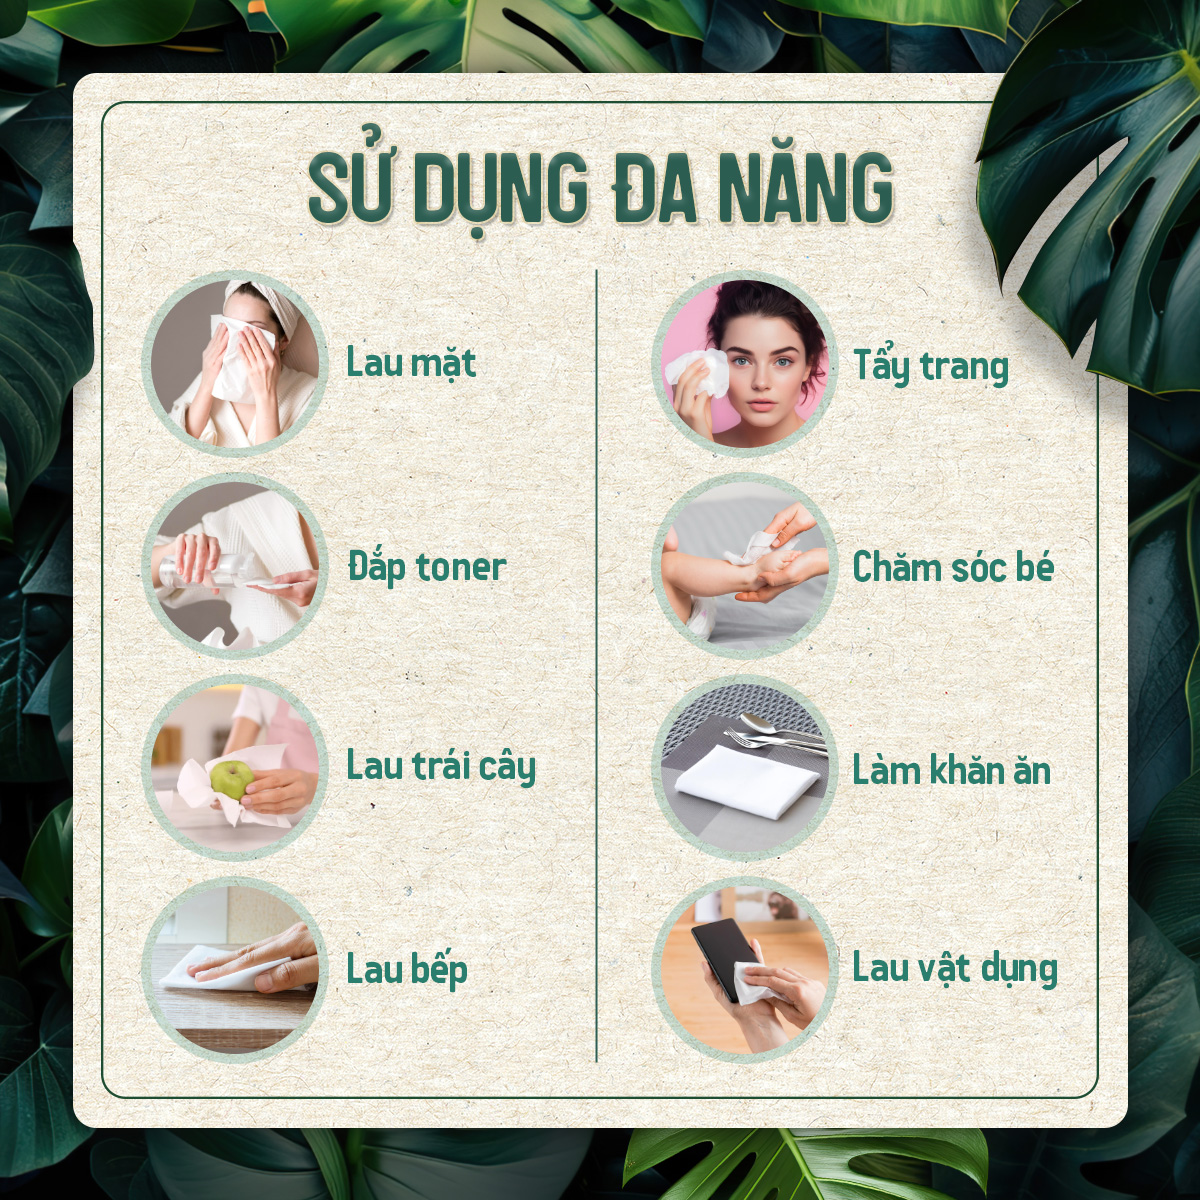 SỬ DỤNG ĐA NĂNG
Lau mặt
Đắp toner
Lau trái cây
Lau bếp
Tẩy trang
Chăm sóc bé
Làm khăn ăn
Lau vật dụng